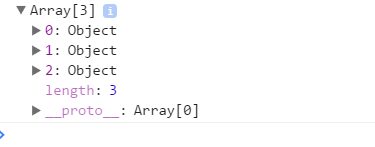 ▼Array[3] i
▶0: Object
▶1: Object
▶2: Object
length: 3
▶__proto__: Array[0]
>